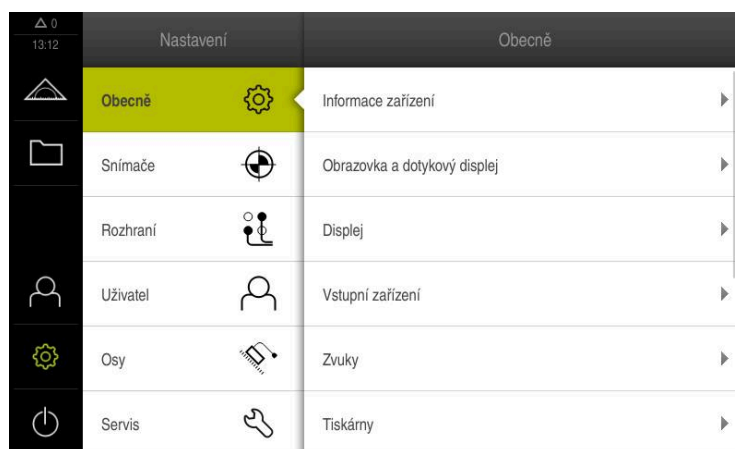 0
13:12
Nastavení
Obecně
Obecně
Snímače
Rozhraní
Uživatel
Osy
Servis
Informace zařízení
Obrazovka a dotykový displej
Displej
Vstupní zařízení
Zvuky
Tiskárny